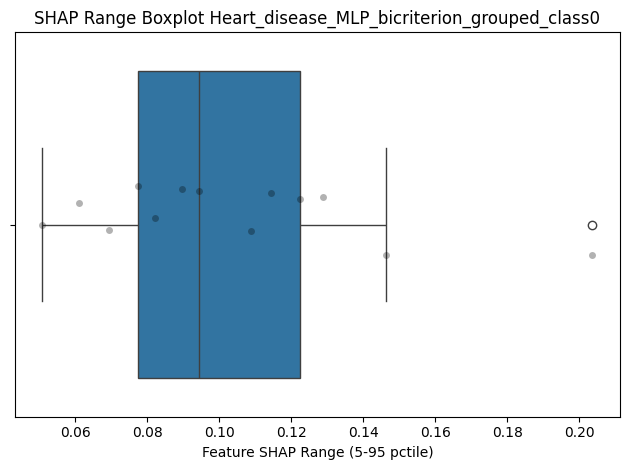 SHAP Range Boxplot Heart_disease_MLP_bicriterion_grouped_class0
0.06 0.08 0.10 0.12 0.14 0.16 0.18 0.20
Feature SHAP Range (5-95 pctile)